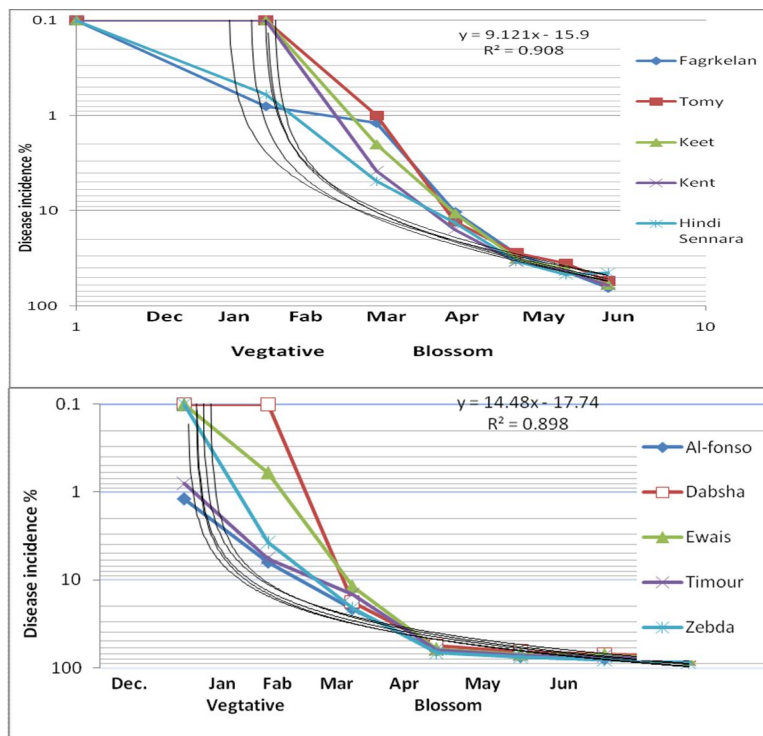 0.1
y = 9.121x - 15.9
R² = 0.908
1
10
100
Disease incidence %
Fagrkelan
Tomy
Keet
Kent
Hindi
Sennara
1 10
Dec Jan Fab Mar Apr May Jun
Vegtative Blossom
0.1
y = 14.48x - 17.74
R² = 0.898
1
10
100
Disease incidence %
Al-fonso
Dabsha
Ewais
Timour
Zebda
Dec. Jan Fab Mar Apr May Jun
Vegtative Blossom